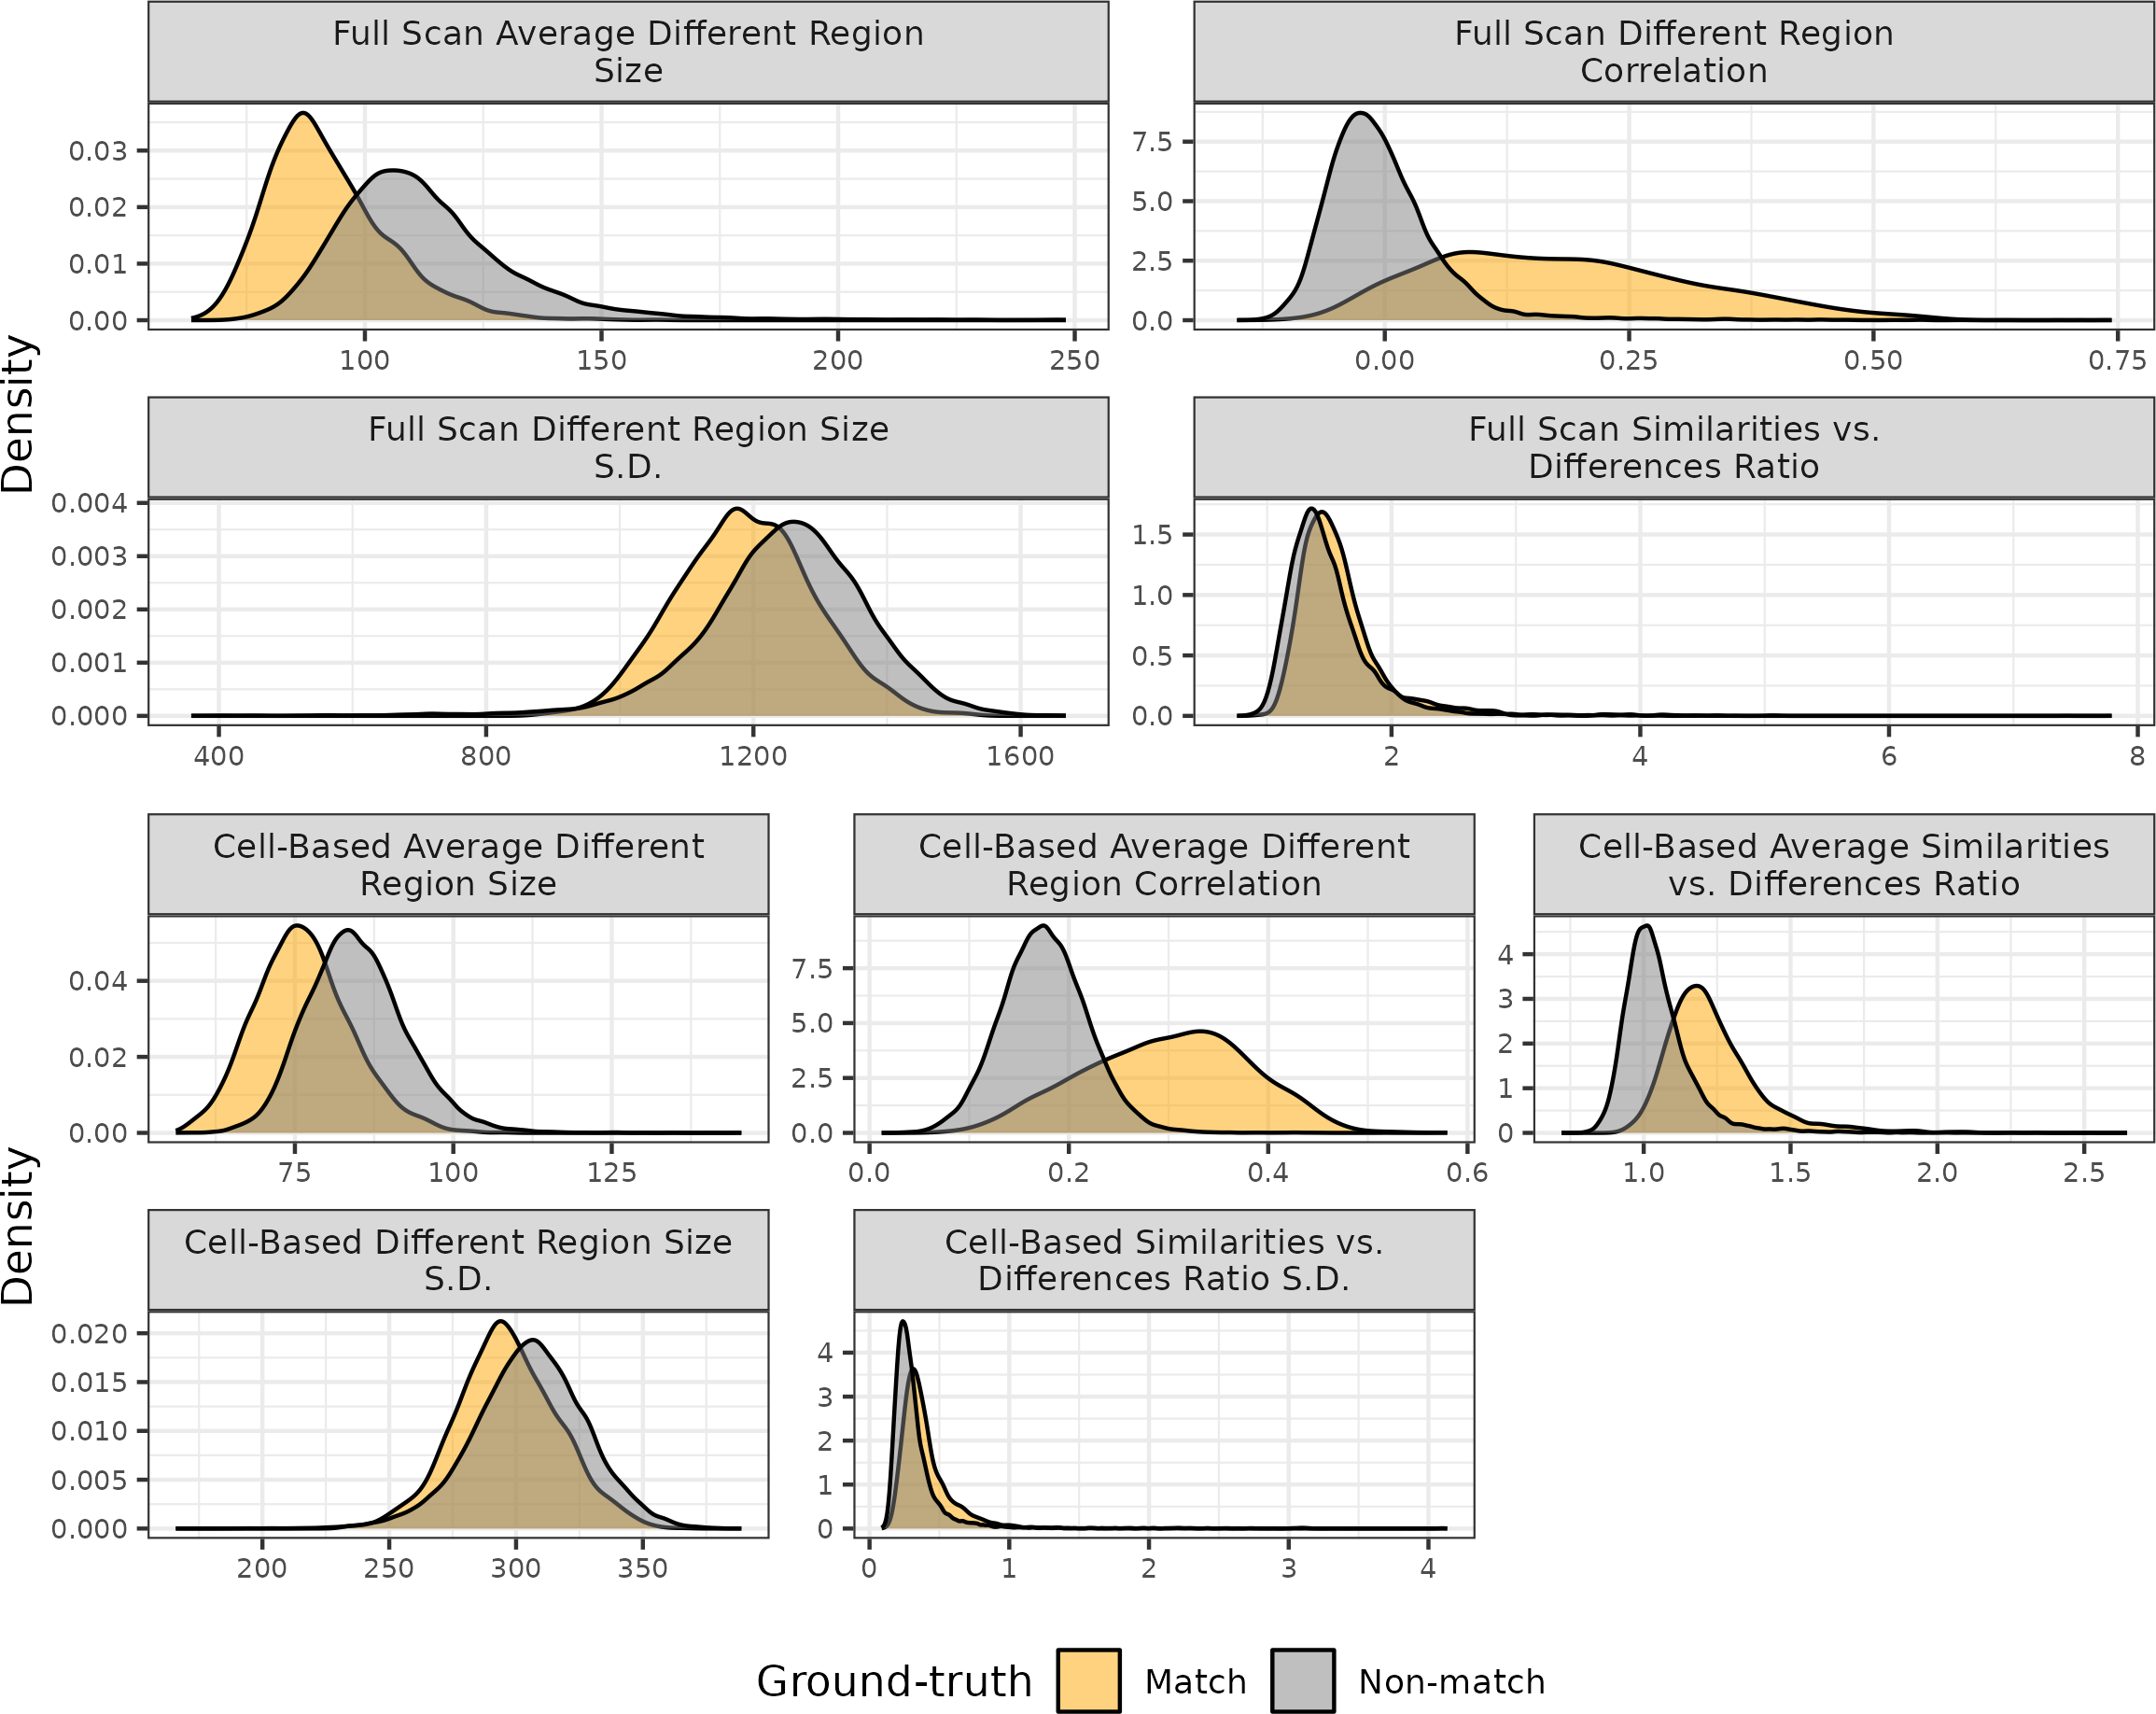 Full Scan Average Different Region
Size
Full Scan Different Region
Correlation
0.03
0.02
0.01
0.00
100 150 200 250
7.5
5.0
2.5
0.0
0.00 0.25 0.50 0.75
Density
Full Scan Different Region Size
S.D.
Full Scan Similarities vs.
Differences Ratio
0.004
0.003
0.002
0.001
0.000
400 800 1200 1600
1.5
1.0
0.5
0.0
2 4 6 8
Cell-Based Average Different
Region Size
Cell-Based Average Different
Region Correlation
Cell-Based Average Similarities
vs. Differences Ratio
0.04
0.02
0.00
75 100 125
7.5
5.0
2.5
0.0
0.0 0.2 0.4 0.6
4
3
2
1
0
1.0 1.5 2.0 2.5
Density
Cell-Based Different Region Size
S.D.
Cell-Based Similarities vs.
Differences Ratio S.D.
0.020
0.015
0.010
0.005
0.000
200 250 300 350
4
3
2
1
0
0 1 2 3 4
Ground-truth Match Non-match